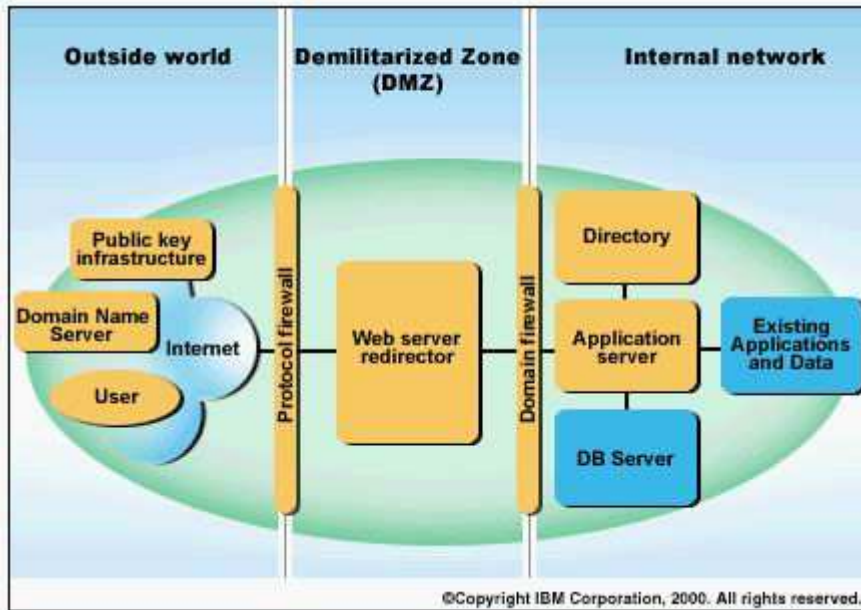 Outside world
Demilitarized Zone
(DMZ)
Internal network
Public key
infrastructure
Domain Name
Server
Internet
User
Protocol firewall
Web server
redirector
Domain firewall
Directory
Application
server
Existing
Applications
and Data
DB Server
©Copyright IBM Corporation, 2000. All rights reserved.